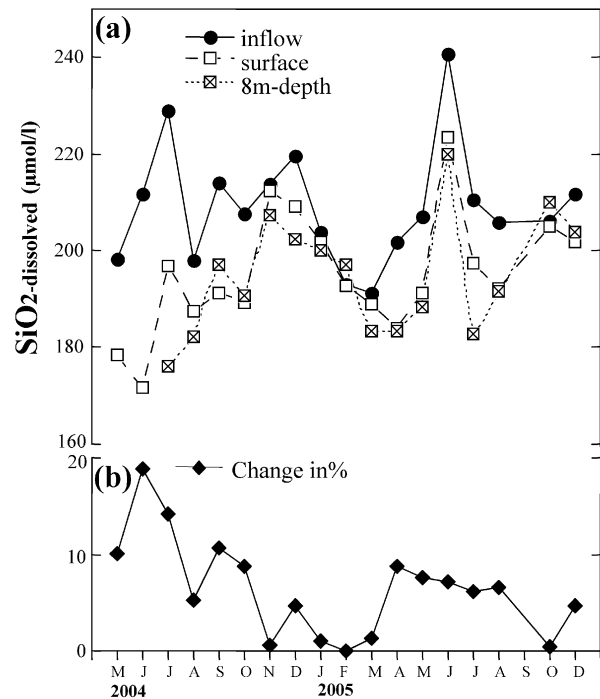 (a)
inflow
surface
8m-depth
240
220
200
180
160
SiO2-dissolved (µmol/l)
(b)
Change in%
20
10
0
M J J A S O N D J F M A M J J A S O D
2004 2005